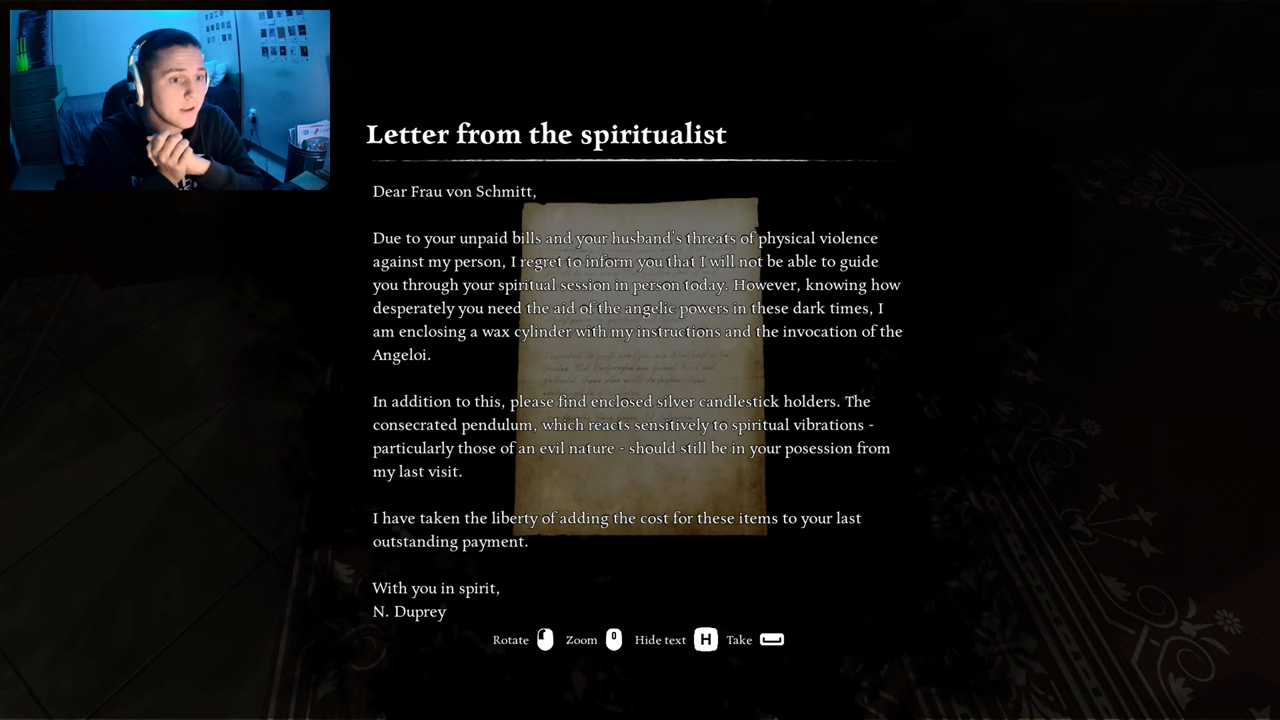 Letter from the spiritualist
Dear Frau von Schmitt,
Due to your unpaid bills and your husband's threats of physical violence
against my person, I regret to inform you that I will not be able to guide
you through your spiritual session in person today. However, knowing how
desperately you need the aid of the angelic powers in these dark times, I
am enclosing a wax cylinder with my instructions and the invocation of the
Angeloi.
In addition to this, please find enclosed silver candlestick holders. The
consecrated pendulum, which reacts sensitively to spiritual vibrations -
particularly those of an evil nature - should still be in your posession from
my last visit.
I have taken the liberty of adding the cost for these items to your last
outstanding payment.
With you in spirit,
N. Duprey
Rotate Zoom 0 Hide text H Take